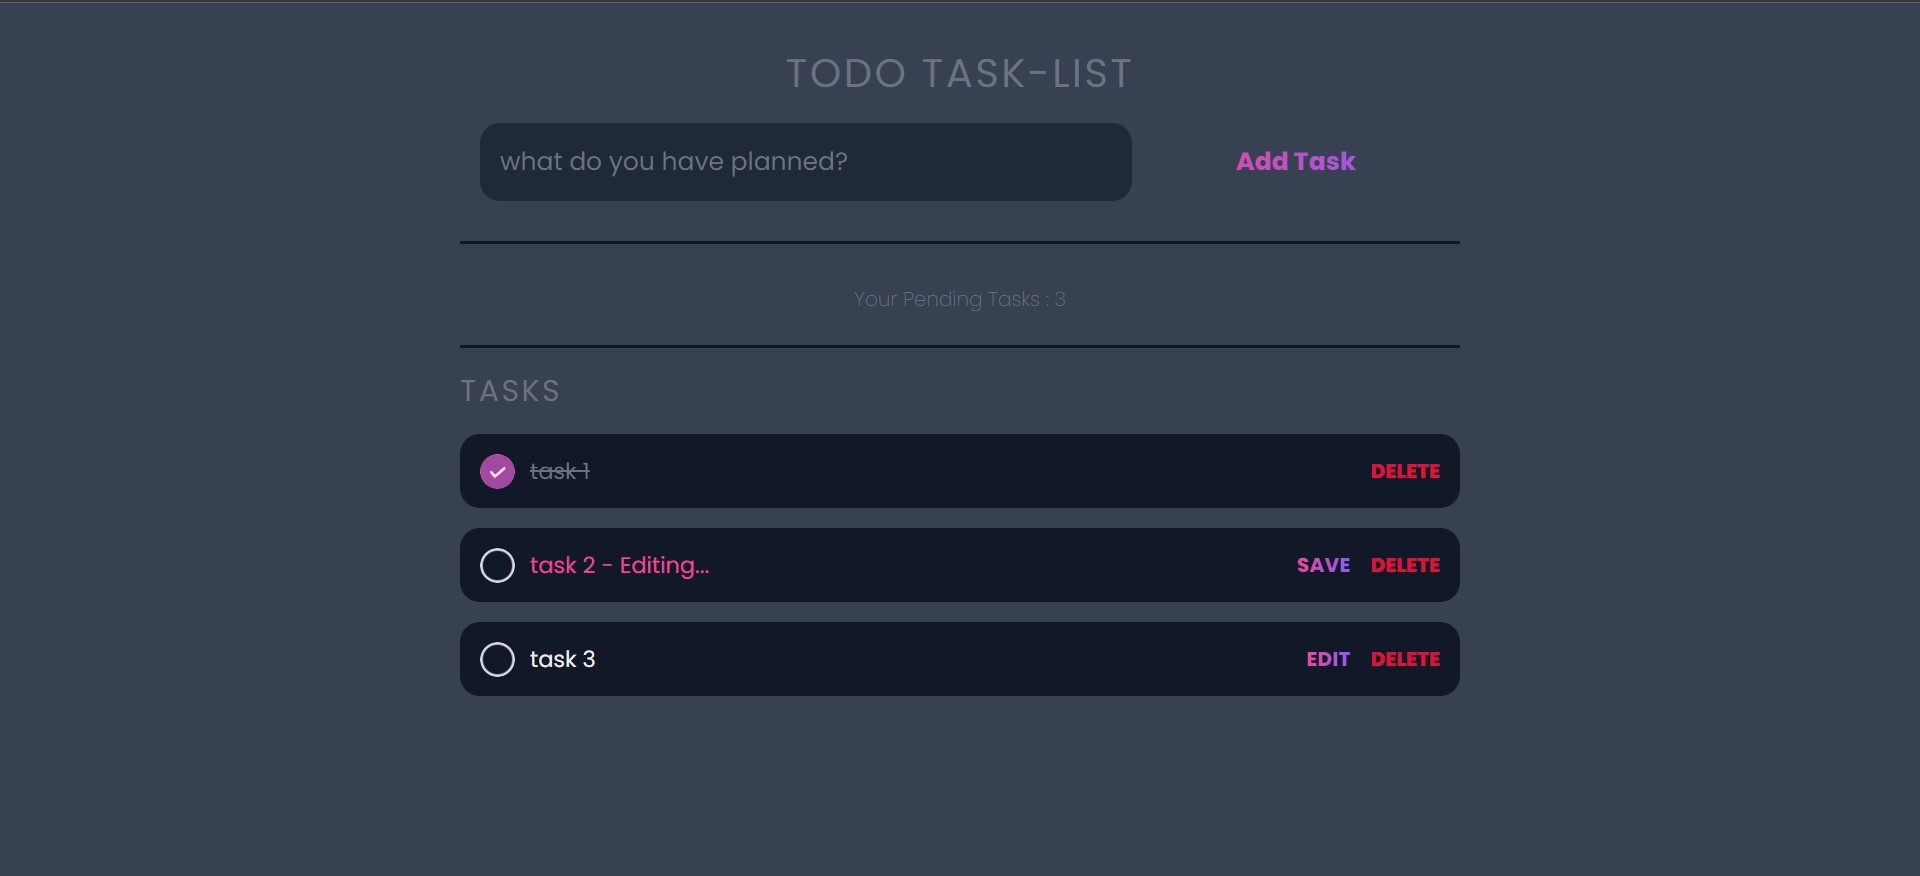 TODO TASK-LIST
what do you have planned? Add Task
Your Pending Tasks : 3
TASKS
task 1 DELETE
task 2 - Editing... SAVE DELETE
task 3 EDIT DELETE